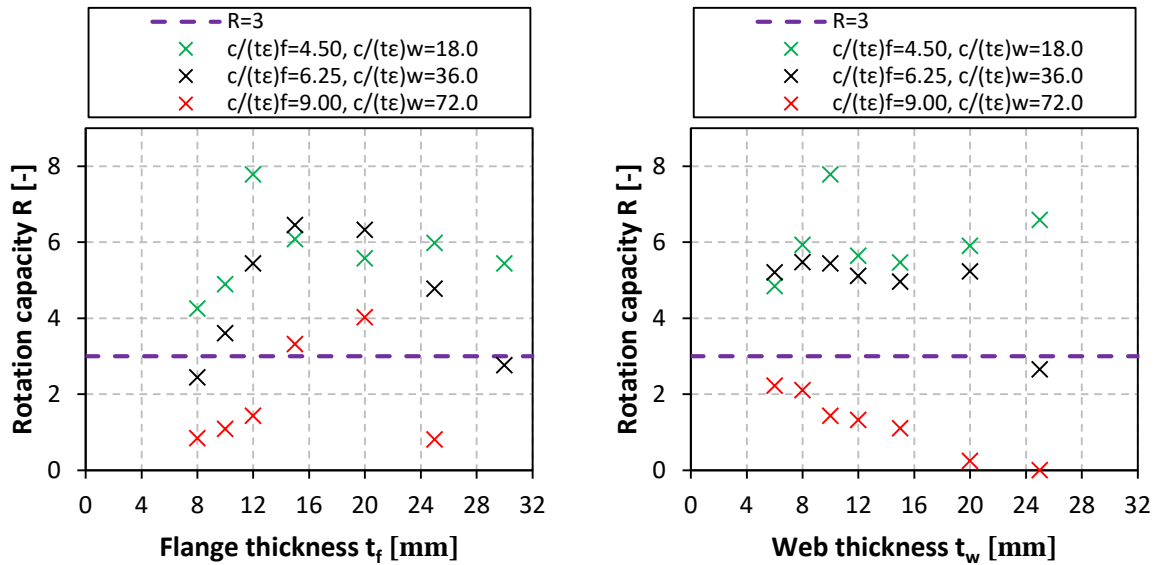 R=3
c/(tε)f=4.50, c/(tε)w=18.0
c/(tε)f=6.25, c/(tε)w=36.0
c/(tε)f=9.00, c/(tε)w=72.0
8
6
4
2
0
Rotation capacity R [-]
0 4 8 12 16 20 24 28 32
Flange thickness t_f [mm]
R=3
c/(tε)f=4.50, c/(tε)w=18.0
c/(tε)f=6.25, c/(tε)w=36.0
c/(tε)f=9.00, c/(tε)w=72.0
8
6
4
2
0
Rotation capacity R [-]
0 4 8 12 16 20 24 28 32
Web thickness t_w [mm]